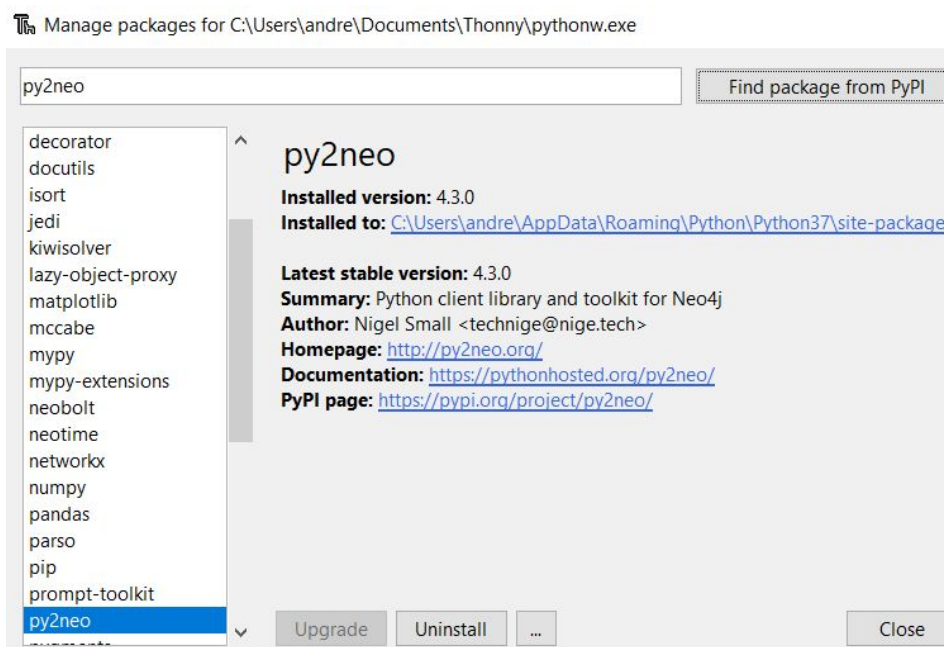 Manage packages for C:\Users\andre\Documents\Thonny\pythonw.exe
py2neo
Find package from PyPI
decorator
docutils
isort
jedi
kiwisolver
lazy-object-proxy
matplotlib
mccabe
mypy
mypy-extensions
neobolt
neotime
networkx
numpy
pandas
parso
pip
prompt-toolkit
py2neo
py2neo
Installed version: 4.3.0
Installed to: C:\Users\andre\AppData\Roaming\Python\Python37\site-package
Latest stable version: 4.3.0
Summary: Python client library and toolkit for Neo4j
Author: Nigel Small <technige@nige.tech>
Homepage: http://py2neo.org/
Documentation: https://pythonhosted.org/py2neo/
PyPI page: https://pypi.org/project/py2neo/
Upgrade
Uninstall
...
Close